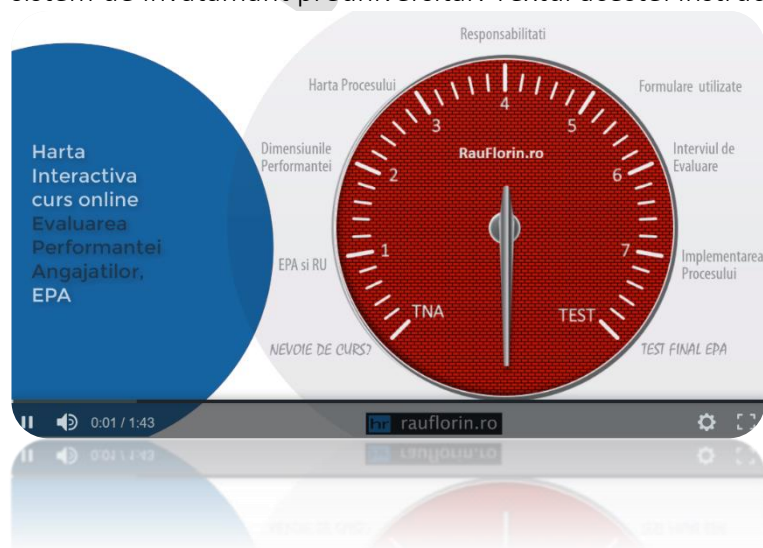 Responsabilitati
Harta Procesului
Formulare utilizate
4
3
5
Dimensiunile
Performantei
RauFlorin.ro
Interviul de
Evaluare
2
6
Harta
Interactiva
curs online
Evaluarea
Performantei
Angajatilor,
EPA
EPA si RU
1
7
Implementarea
Procesului
TNA
TEST
NEVOIE DE CURS?
TEST FINAL EPA
0:01 / 1:43
hr rauflorin.ro